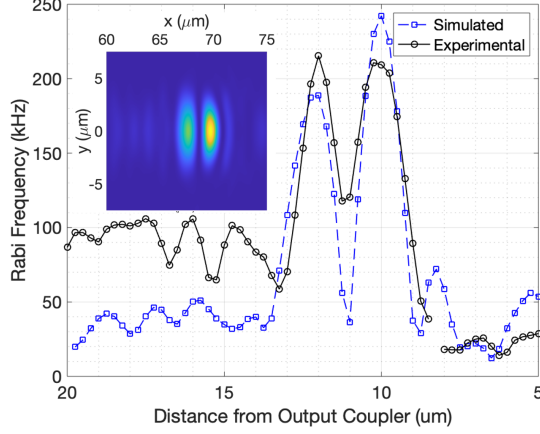 x (μm)
60 65 70 75
y (μm)
5
0
-5
Simulated
Experimental
Rabi Frequency (kHz)
250
200
150
100
50
0
20 15 10 5
Distance from Output Coupler (um)